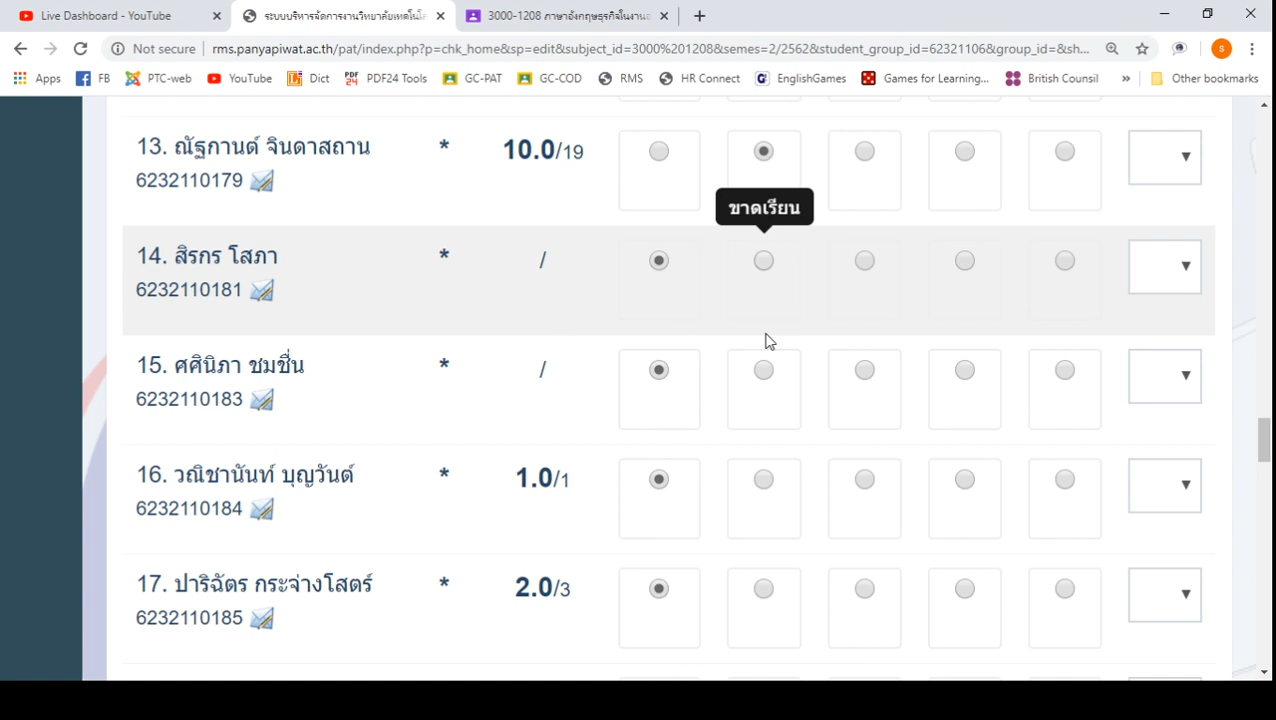 Live Dashboard - YouTube
ระบบบริหารจัดการงานวิทยาลัยเทคโนโล
3000-1208 ภาษาอังกฤษธุรกิจในงานอ
Not secure
rms.panyapiwat.ac.th/pat/index.php?p=chk_home&sp=edit&subject_id=3000%201208&semes=2/2562&student_group_id=62321106&group_id=&sh...
s
Apps FB PTC-web YouTube Dict PDF24 Tools GC-PAT GC-COD RMS HR Connect EnglishGames Games for Learning,... British Counsil » Other bookmarks
13. ณัฐกานต์ จินดาสถาน * 10.0/19
6232110179
ขาดเรียน
14. สิรกร โสภา * /
6232110181
15. ศศินิภา ชมชื่น * /
6232110183
16. วณิชานันท์ บุญวันต์ * 1.0/1
6232110184
17. ปาริฉัตร กระจ่างโสตร์ * 2.0/3
6232110185